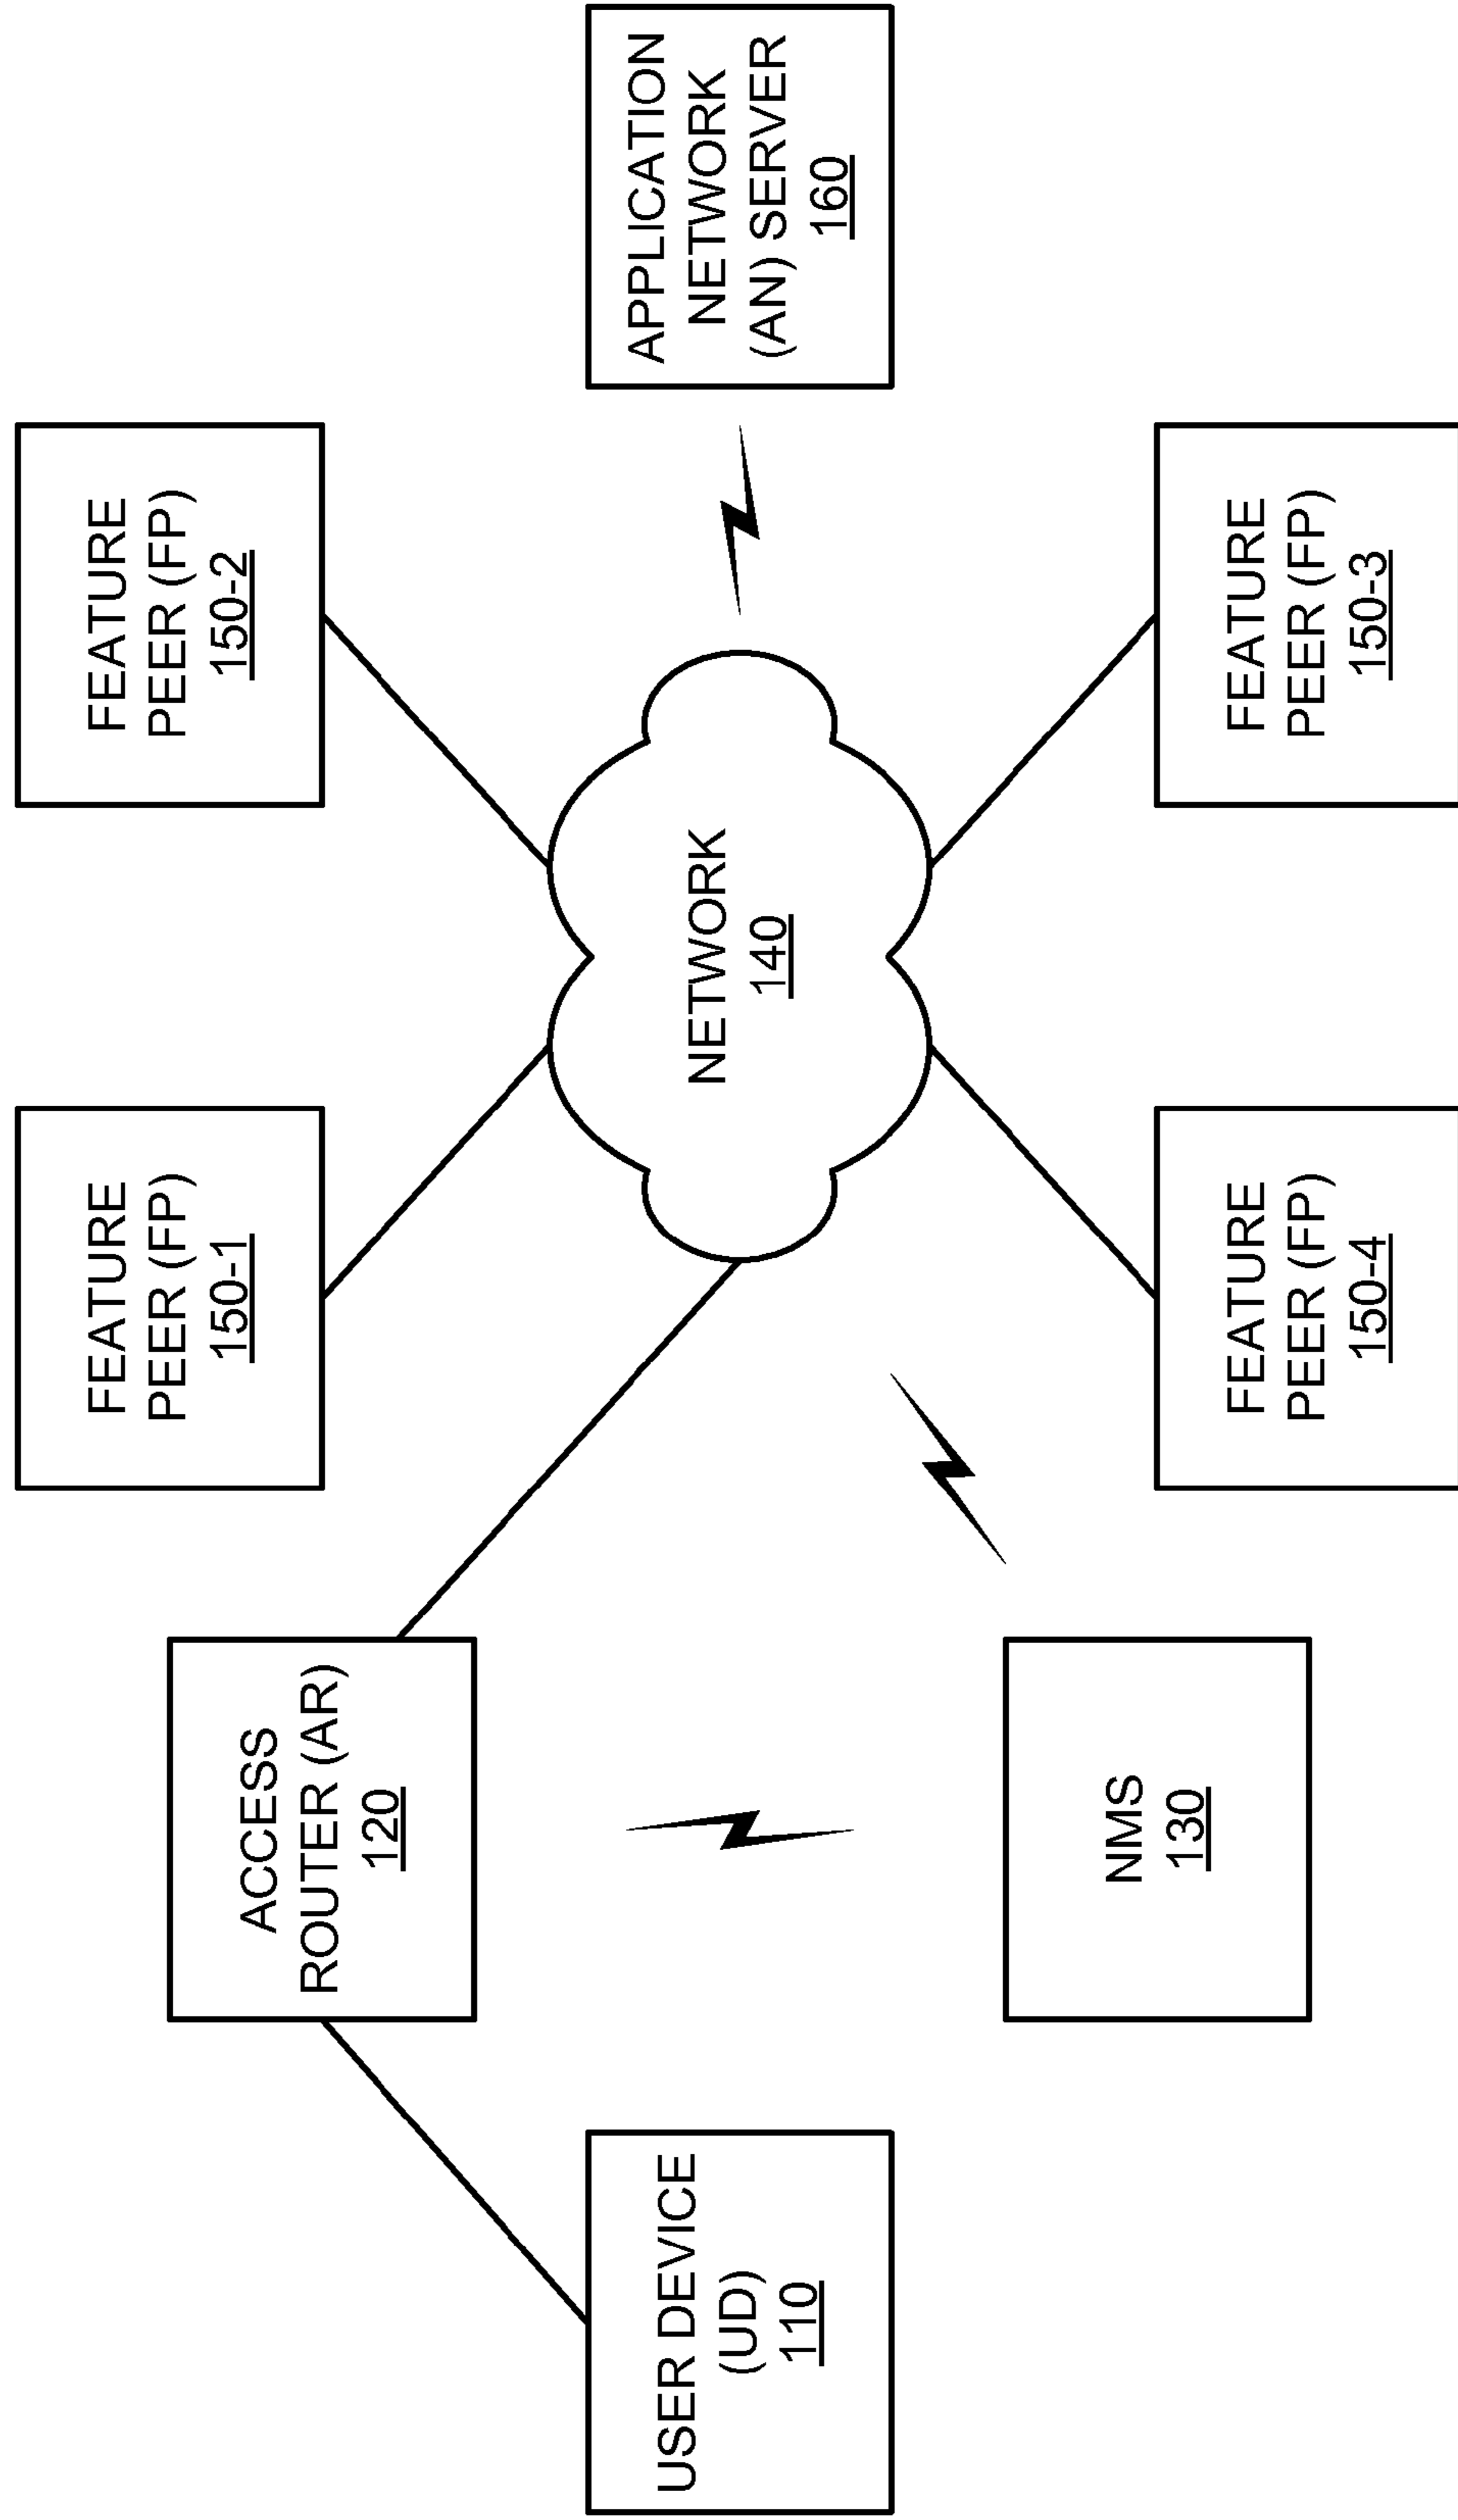 FEATURE
PEER (FP)
150-1
FEATURE
PEER (FP)
150-2
ACCESS
ROUTER (AR)
120
USER DEVICE
(UD)
110
NETWORK
140
APPLICATION
NETWORK
(AN) SERVER
160
NMS
130
FEATURE
PEER (FP)
150-4
FEATURE
PEER (FP)
150-3